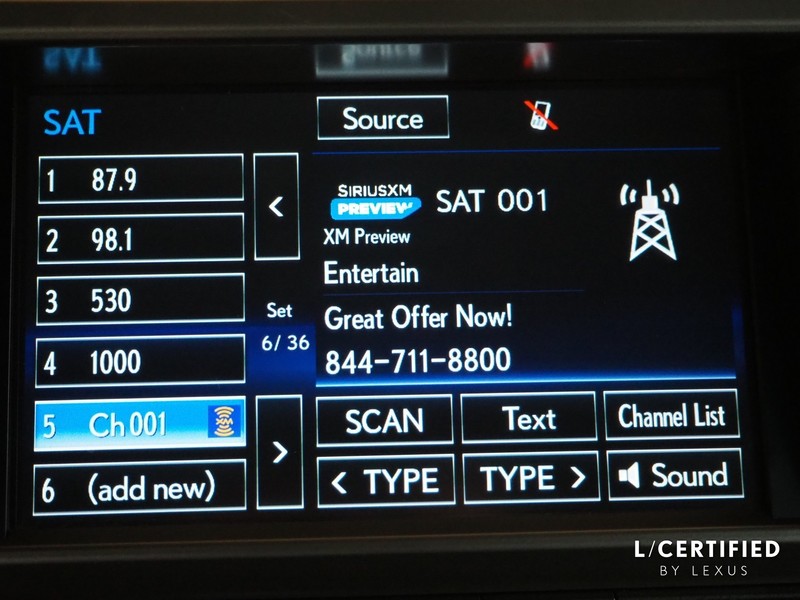 SAT
Source
1 87.9
2 98.1
3 530
4 1000
5 Ch 001 XM
6 (add new)
<
Set
6/ 36
>
SIRIUSXM
PREVIEW
SAT 001
XM Preview
Entertain
Great Offer Now!
844-711-8800
SCAN
Text
Channel List
< TYPE
TYPE >
Sound
L/CERTIFIED
BY LEXUS